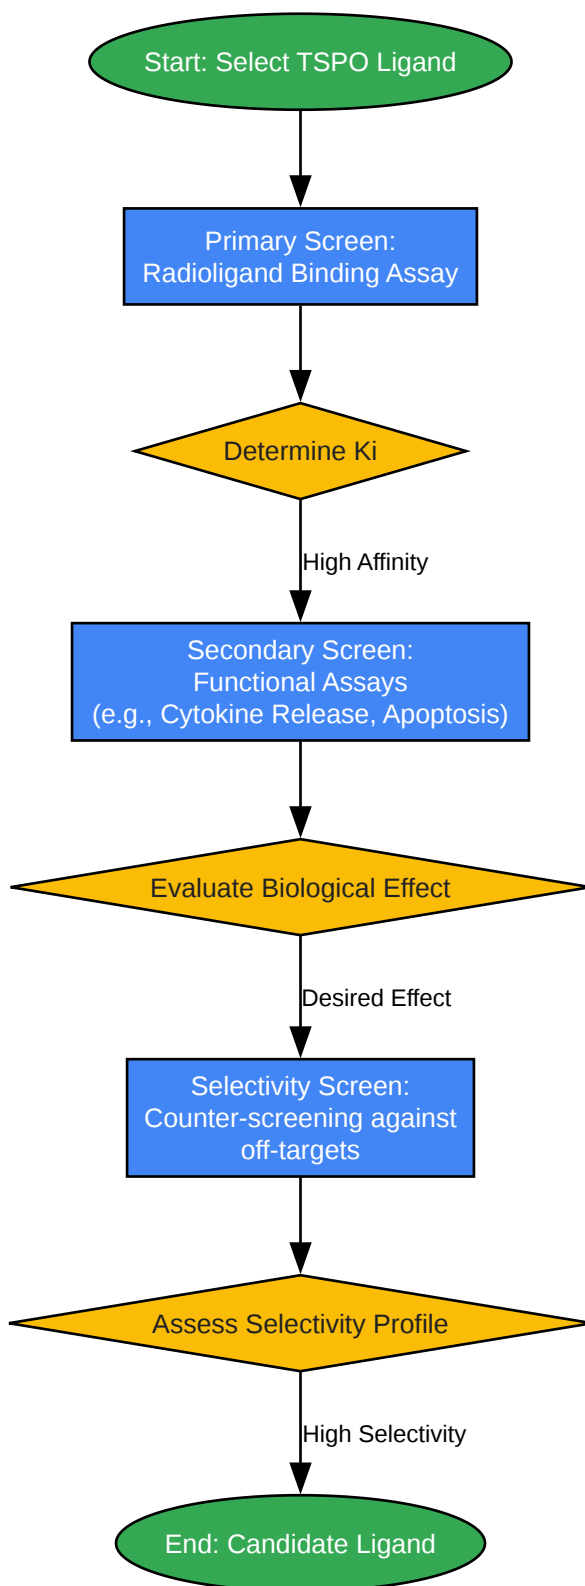 Start: Select TSPO Ligand
Primary Screen:
Radioligand Binding Assay
Determine Ki
High Affinity
Secondary Screen:
Functional Assays
(e.g., Cytokine Release, Apoptosis)
Evaluate Biological Effect
Desired Effect
Selectivity Screen:
Counter-screening against
off-targets
Assess Selectivity Profile
High Selectivity
End: Candidate Ligand